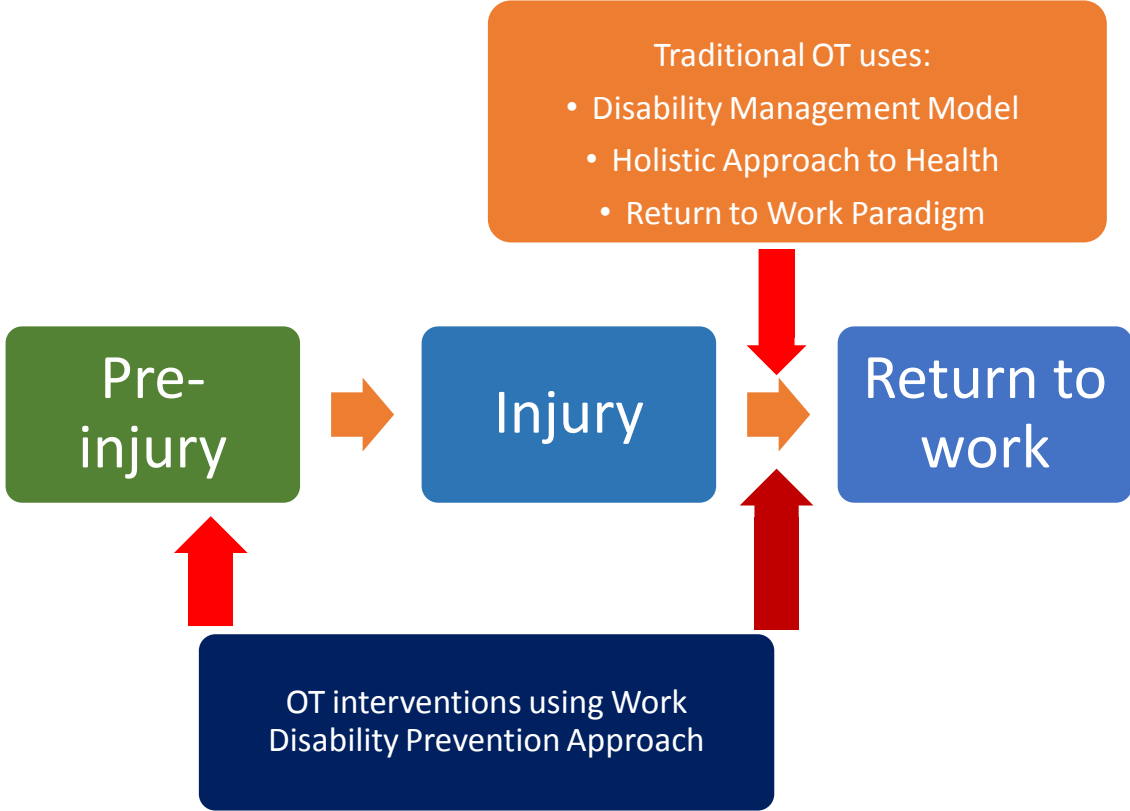 Traditional OT uses:
• Disability Management Model
• Holistic Approach to Health
• Return to Work Paradigm
Pre-
injury
Injury
Return to
work
OT interventions using Work
Disability Prevention Approach